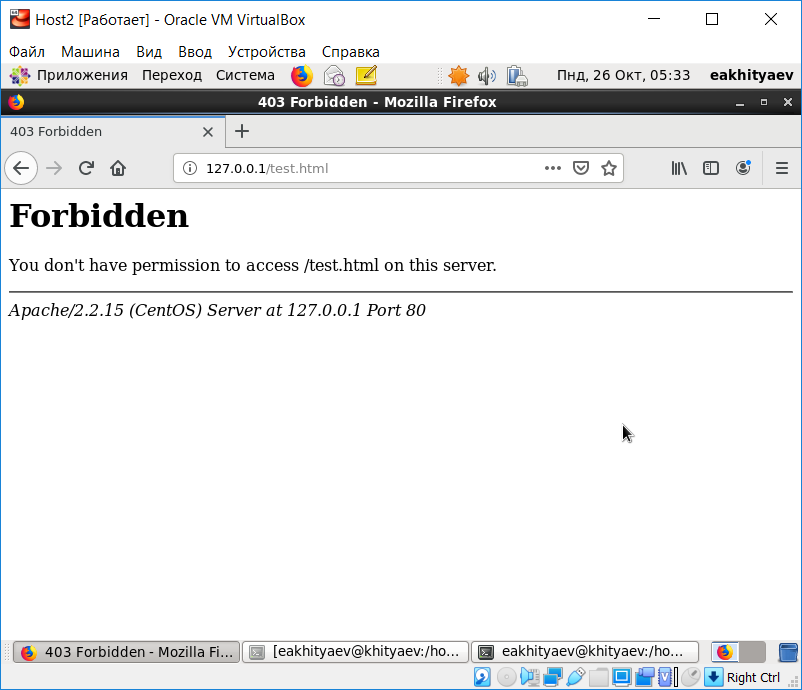 Host2 [Работает] - Oracle VM VirtualBox
Файл Машина Вид Ввод Устройства Справка
Приложения Переход Система Пнд, 26 Окт, 05:33 eakhityaev
403 Forbidden - Mozilla Firefox
403 Forbidden
127.0.0.1/test.html
Forbidden
You don't have permission to access /test.html on this server.
Apache/2.2.15 (CentOS) Server at 127.0.0.1 Port 80
403 Forbidden - Mozilla Fi... [eakhityaev@khityaev:/ho... eakhityaev@khityaev:/ho...
Right Ctrl